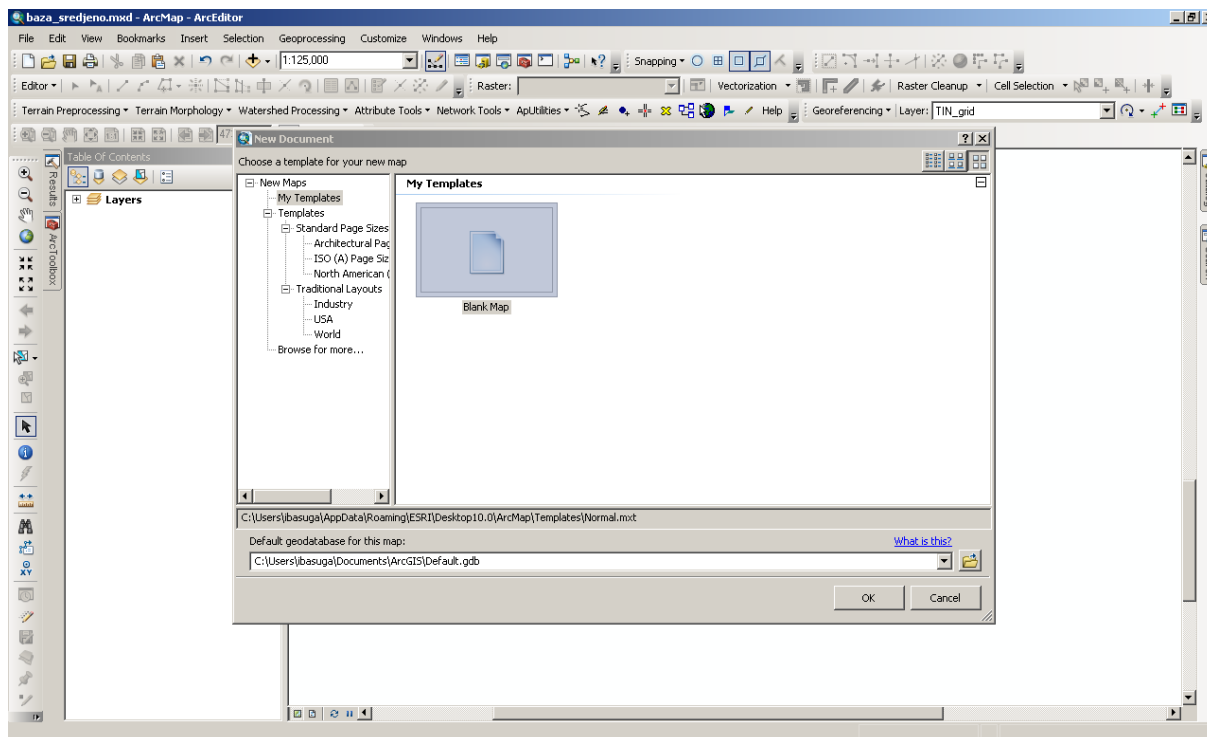 baza_sredjeno.mxd - ArcMap - ArcEditor
File Edit View Bookmarks Insert Selection Geoprocessing Customize Windows Help
1:125,000 Snapping
Editor Raster: Vectorization Raster Cleanup Cell Selection
Terrain Preprocessing Terrain Morphology Watershed Processing Attribute Tools Network Tools ApUtilities Help Georeferencing Layer: TIN_grid
47
New Document
Table Of Contents
Results
ArcToolbox
Layers
Choose a template for your new map
New Maps
My Templates
Templates
Standard Page Sizes
Architectural Pag
ISO (A) Page Siz
North American (
Traditional Layouts
Industry
USA
World
Browse for more...
My Templates
Blank Map
C:\Users\ibasuga\AppData\Roaming\ESRI\Desktop10.0\ArcMap\Templates\Normal.mxt
Default geodatabase for this map:
What is this?
C:\Users\ibasuga\Documents\ArcGIS\Default.gdb
OK Cancel
XY